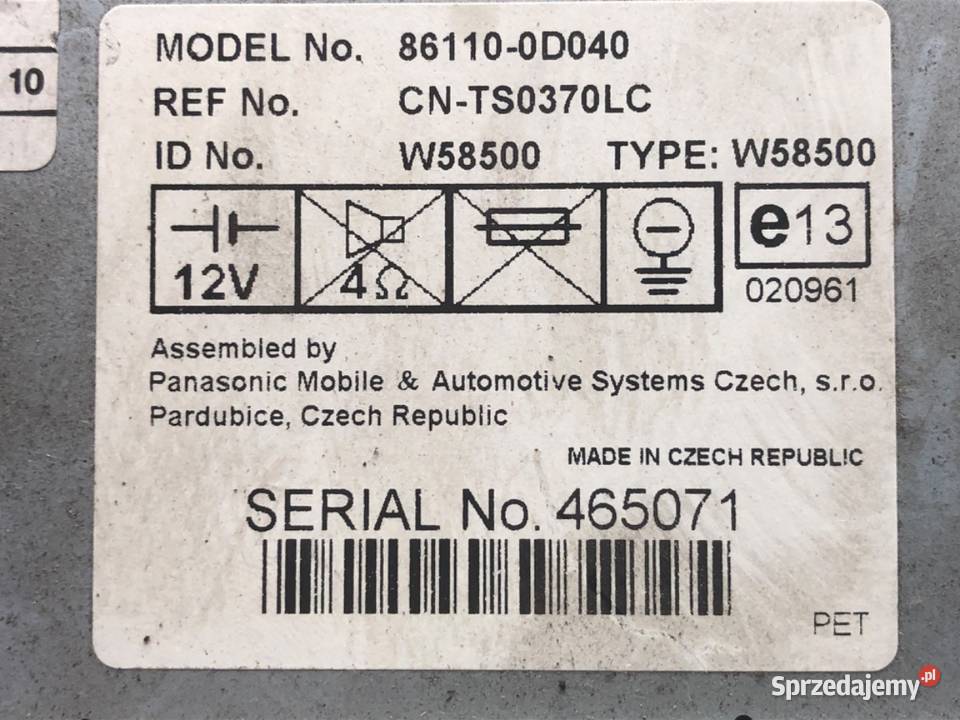 10
MODEL No. 86110-0D040
REF No. CN-TS0370LC
ID No. W58500 TYPE: W58500
12V 4Ω e13
020961
Assembled by
Panasonic Mobile & Automotive Systems Czech, s.r.o.
Pardubice, Czech Republic
MADE IN CZECH REPUBLIC
SERIAL No. 465071
PET
Sprzedajemy.pl